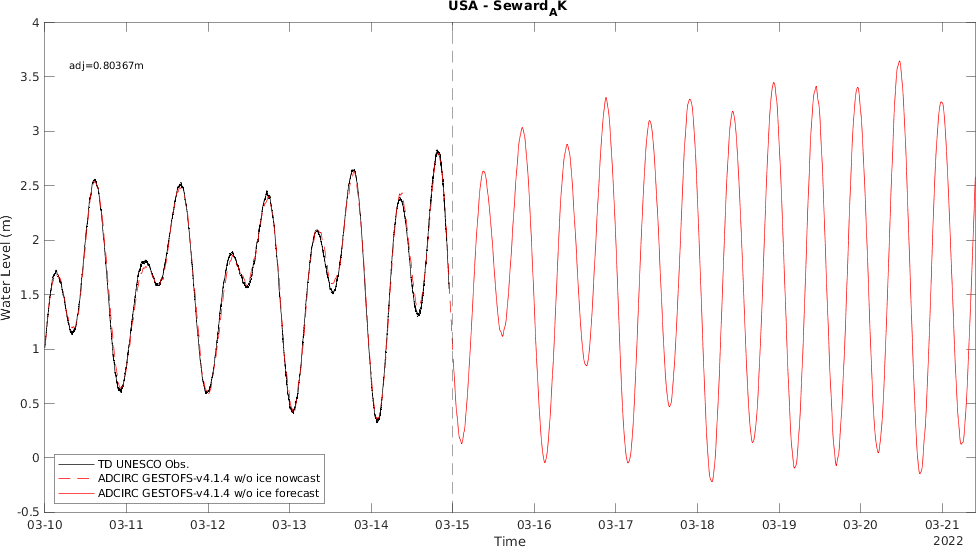 USA - Seward_AK
adj=0.80367m
Water Level (m)
4
3.5
3
2.5
2
1.5
1
0.5
0
-0.5
TD UNESCO Obs.
ADCIRC GESTOFS-v4.1.4 w/o ice nowcast
ADCIRC GESTOFS-v4.1.4 w/o ice forecast
03-10 03-11 03-12 03-13 03-14 03-15 03-16 03-17 03-18 03-19 03-20 03-21
Time
2022